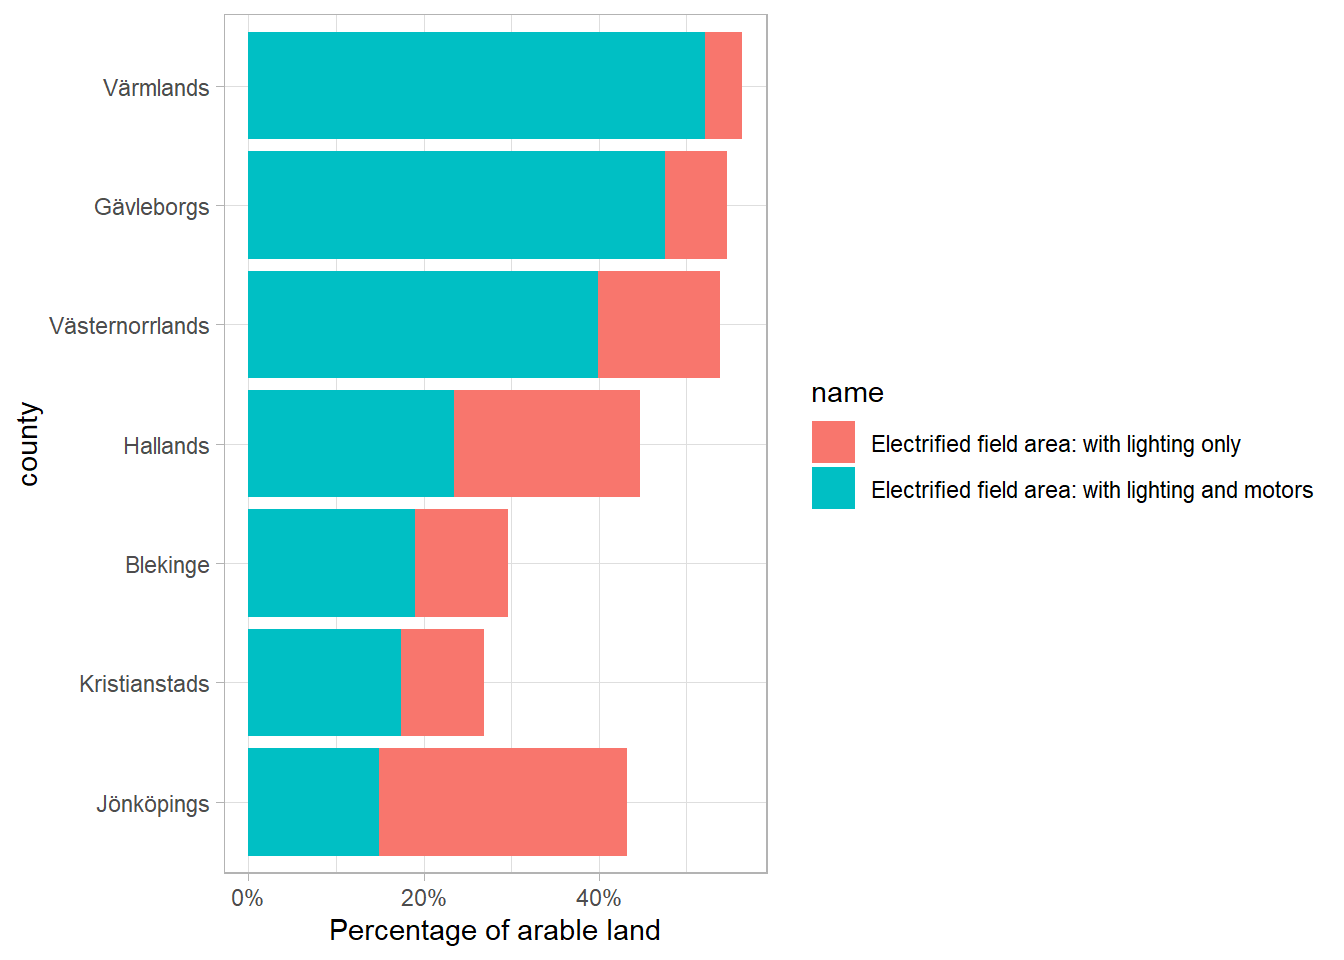 Värmlands
Gävleborgs
Västernorrlands
Hallands
Blekinge
Kristianstads
Jönköpings
county
0% 20% 40%
Percentage of arable land
name
Electrified field area: with lighting only
Electrified field area: with lighting and motors